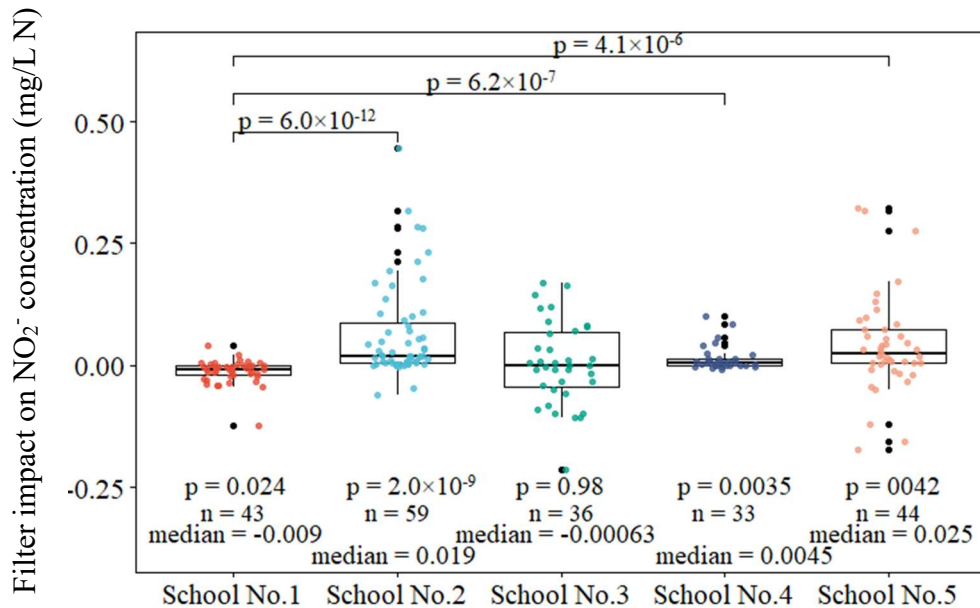 Filter impact on NO₂⁻ concentration (mg/L N)
p = 4.1×10⁻⁶
p = 6.2×10⁻⁷
0.50
p = 6.0×10⁻¹²
0.25
0.00
-0.25
p = 0.024
n = 43
median = -0.009
p = 2.0×10⁻⁹
n = 59
median = 0.019
p = 0.98
n = 36
median = -0.00063
p = 0.0035
n = 33
median = 0.0045
p = 0042
n = 44
median = 0.025
School No.1 School No.2 School No.3 School No.4 School No.5